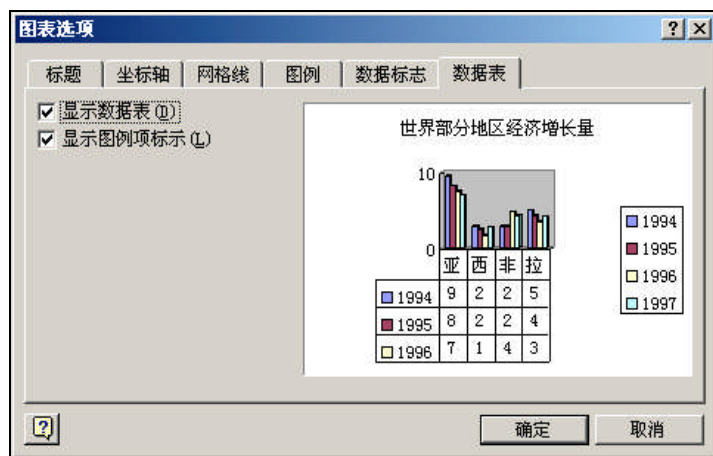 图表选项
标题 坐标轴 网格线 图例 数据标志 数据表
显示数据表(D)
显示图例项标示(L)
世界部分地区经济增长量
10
0
亚 西 非 拉
1994 9 2 2 5
1995 8 2 2 4
1996 7 1 4 3
1994
1995
1996
1997
确定 取消